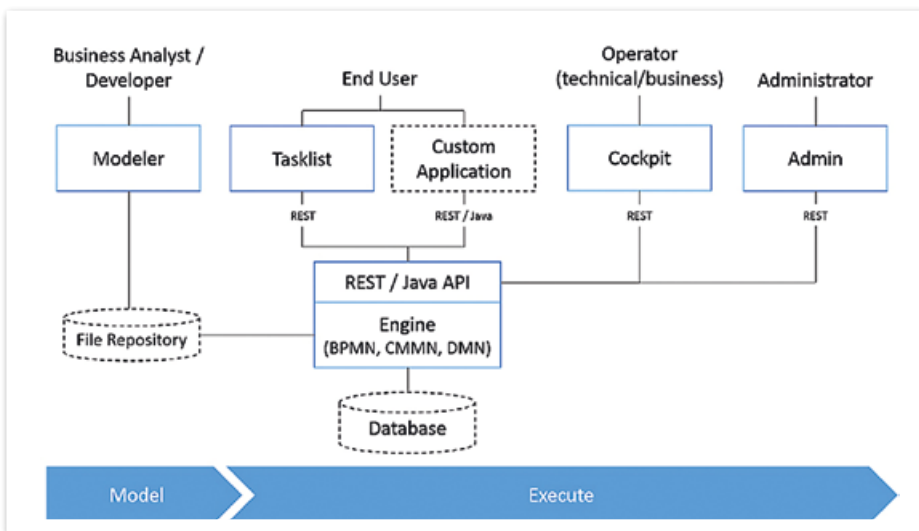 Business Analyst /
Developer
End User
Operator
(technical/business)
Administrator
Modeler
Tasklist
Custom
Application
Cockpit
Admin
REST
REST / Java
REST
REST
REST / Java API
Engine
(BPMN, CMMN, DMN)
File Repository
Database
Model
Execute